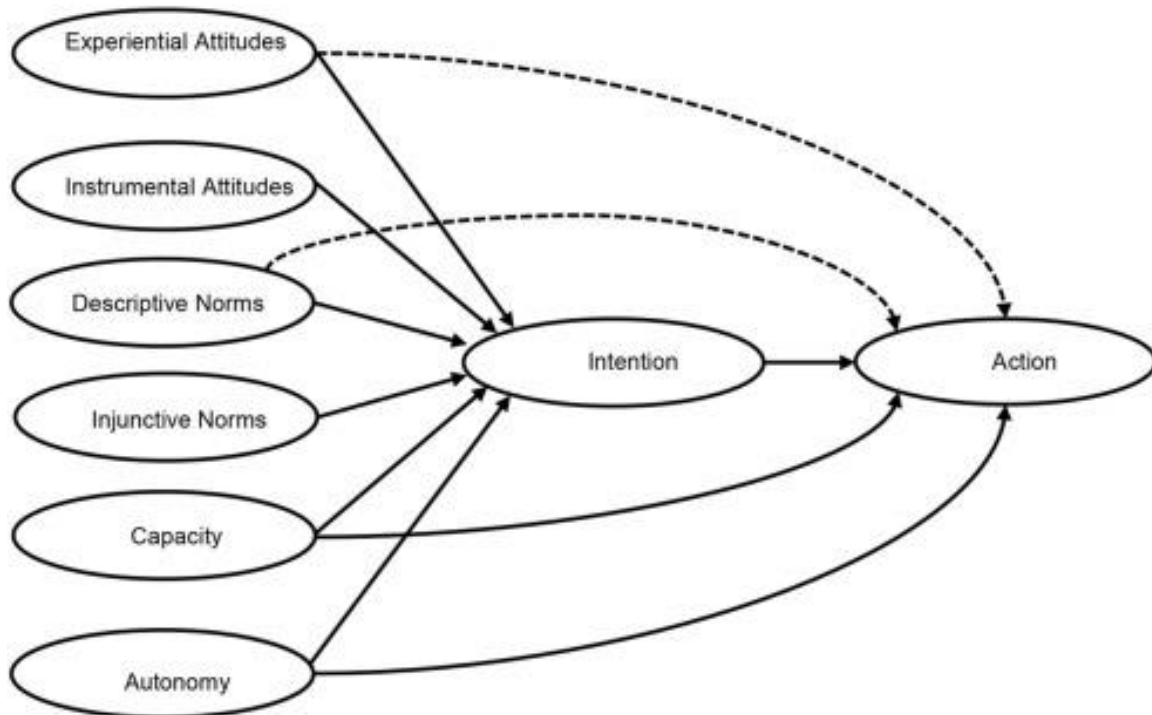 Experiential Attitudes
Instrumental Attitudes
Descriptive Norms
Intention
Action
Injunctive Norms
Capacity
Autonomy